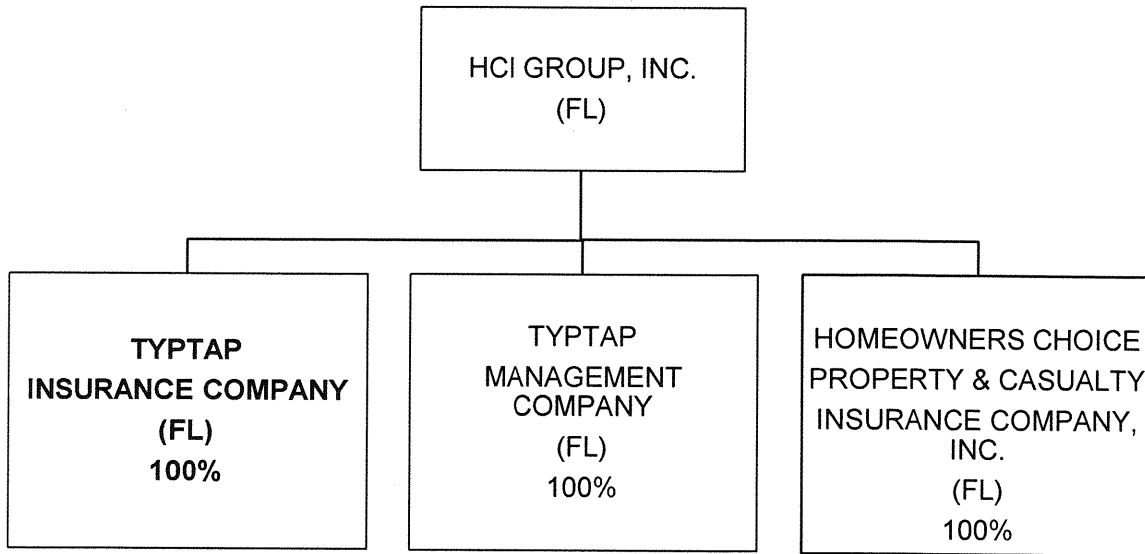 HCI GROUP, INC.
(FL)
TYPTAP
INSURANCE COMPANY
(FL)
100%
TYPTAP
MANAGEMENT
COMPANY
(FL)
100%
HOMEOWNERS CHOICE
PROPERTY & CASUALTY
INSURANCE COMPANY,
INC.
(FL)
100%